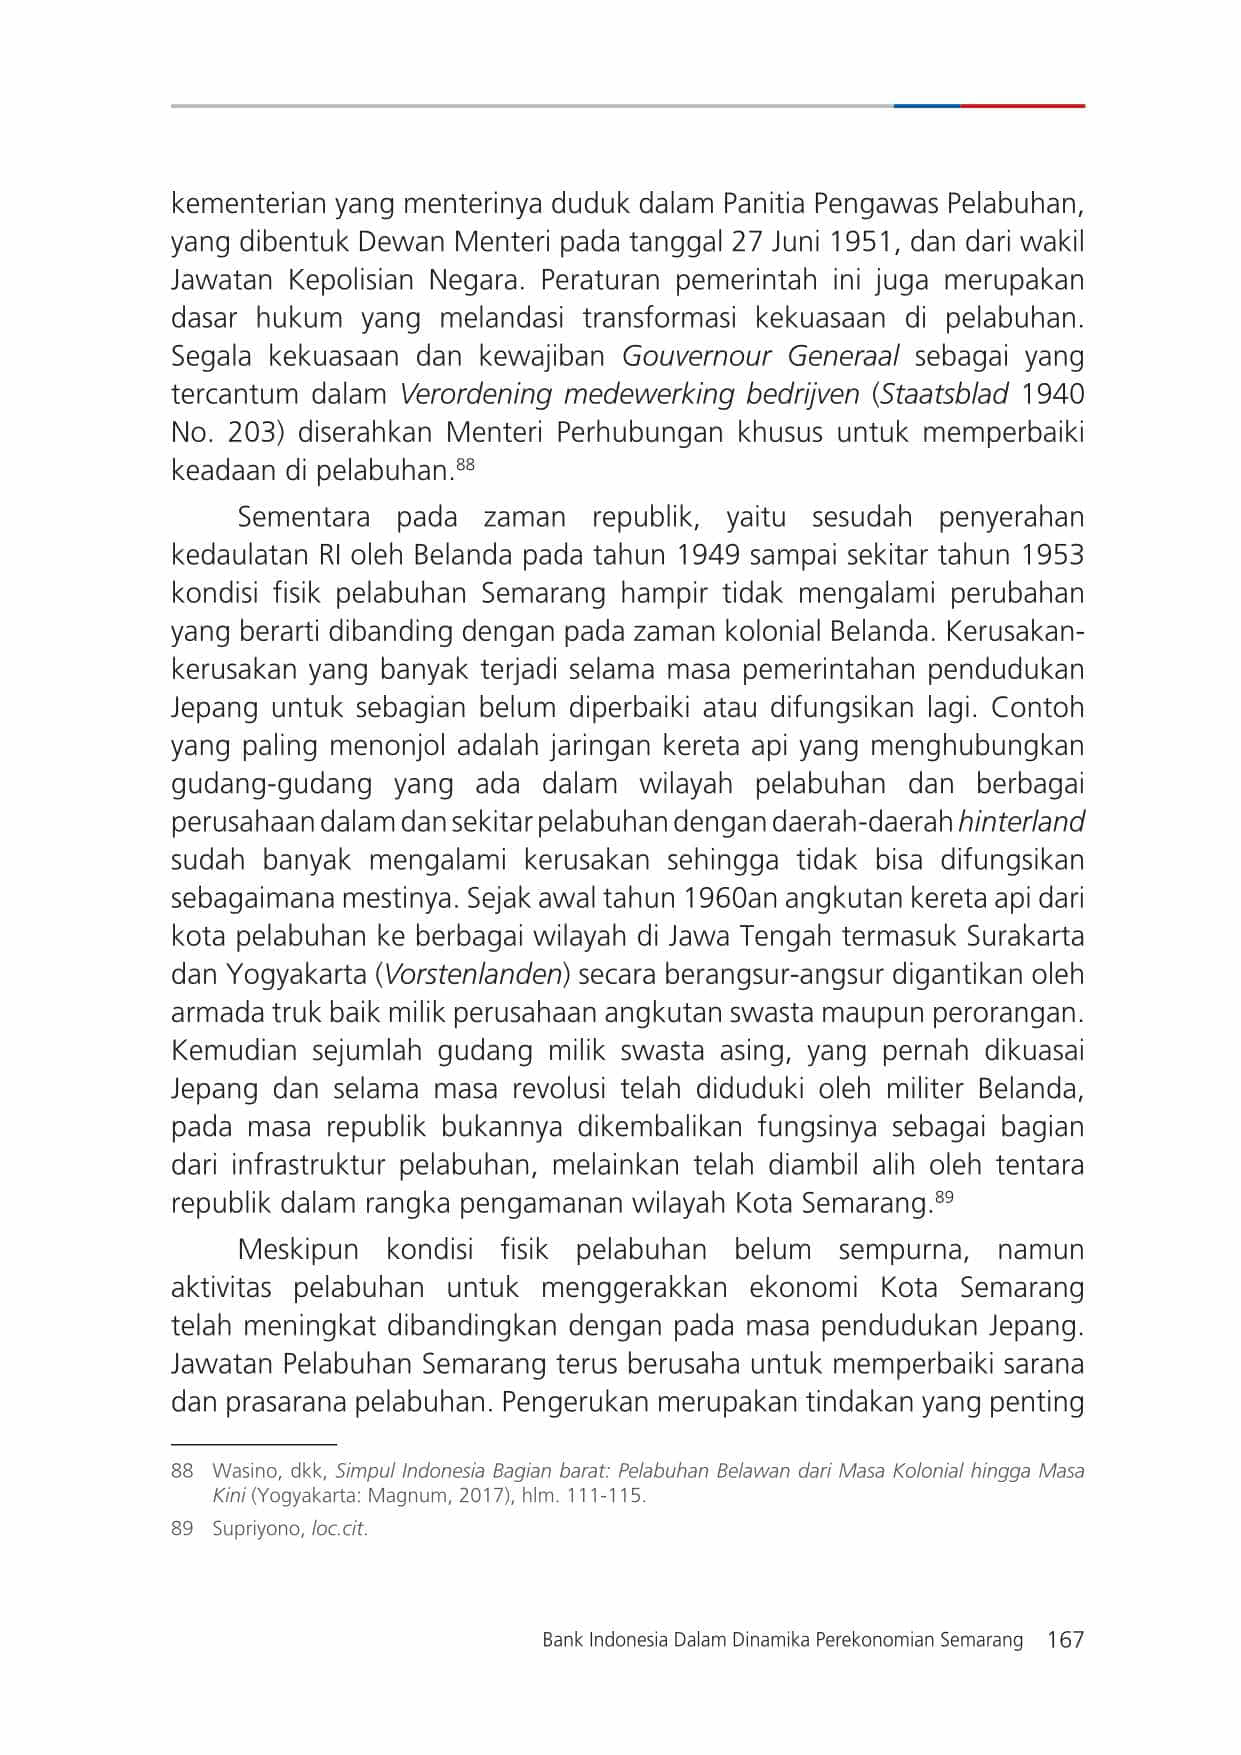 kementerian yang menterinya duduk dalam Panitia Pengawas Pelabuhan,
yang dibentuk Dewan Menteri pada tanggal 27 Juni 1951, dan dari wakil
Jawatan Kepolisian Negara. Peraturan pemerintah ini juga merupakan
dasar hukum yang melandasi transformasi kekuasaan di pelabuhan.
Segala kekuasaan dan kewajiban Gouvernour Generaal sebagai yang
tercantum dalam Verordening medewerking bedrijven (Staatsblad 1940
No. 203) diserahkan Menteri Perhubungan khusus untuk memperbaiki
keadaan di pelabuhan.88
Sementara pada zaman republik, yaitu sesudah penyerahan
kedaulatan RI oleh Belanda pada tahun 1949 sampai sekitar tahun 1953
kondisi fisik pelabuhan Semarang hampir tidak mengalami perubahan
yang berarti dibanding dengan pada zaman kolonial Belanda. Kerusakan-
kerusakan yang banyak terjadi selama masa pemerintahan pendudukan
Jepang untuk sebagian belum diperbaiki atau difungsikan lagi. Contoh
yang paling menonjol adalah jaringan kereta api yang menghubungkan
gudang-gudang yang ada dalam wilayah pelabuhan dan berbagai
perusahaan dalam dan sekitar pelabuhan dengan daerah-daerah hinterland
sudah banyak mengalami kerusakan sehingga tidak bisa difungsikan
sebagaimana mestinya. Sejak awal tahun 1960an angkutan kereta api dari
kota pelabuhan ke berbagai wilayah di Jawa Tengah termasuk Surakarta
dan Yogyakarta (Vorstenlanden) secara berangsur-angsur digantikan oleh
armada truk baik milik perusahaan angkutan swasta maupun perorangan.
Kemudian sejumlah gudang milik swasta asing, yang pernah dikuasai
Jepang dan selama masa revolusi telah diduduki oleh militer Belanda,
pada masa republik bukannya dikembalikan fungsinya sebagai bagian
dari infrastruktur pelabuhan, melainkan telah diambil alih oleh tentara
republik dalam rangka pengamanan wilayah Kota Semarang.89
Meskipun kondisi fisik pelabuhan belum sempurna, namun
aktivitas pelabuhan untuk menggerakkan ekonomi Kota Semarang
telah meningkat dibandingkan dengan pada masa pendudukan Jepang.
Jawatan Pelabuhan Semarang terus berusaha untuk memperbaiki sarana
dan prasarana pelabuhan. Pengerukan merupakan tindakan yang penting
88 Wasino, dkk, Simpul Indonesia Bagian barat: Pelabuhan Belawan dari Masa Kolonial hingga Masa
Kini (Yogyakarta: Magnum, 2017), hlm. 111-115.
89 Supriyono, loc.cit.
Bank Indonesia Dalam Dinamika Perekonomian Semarang 167